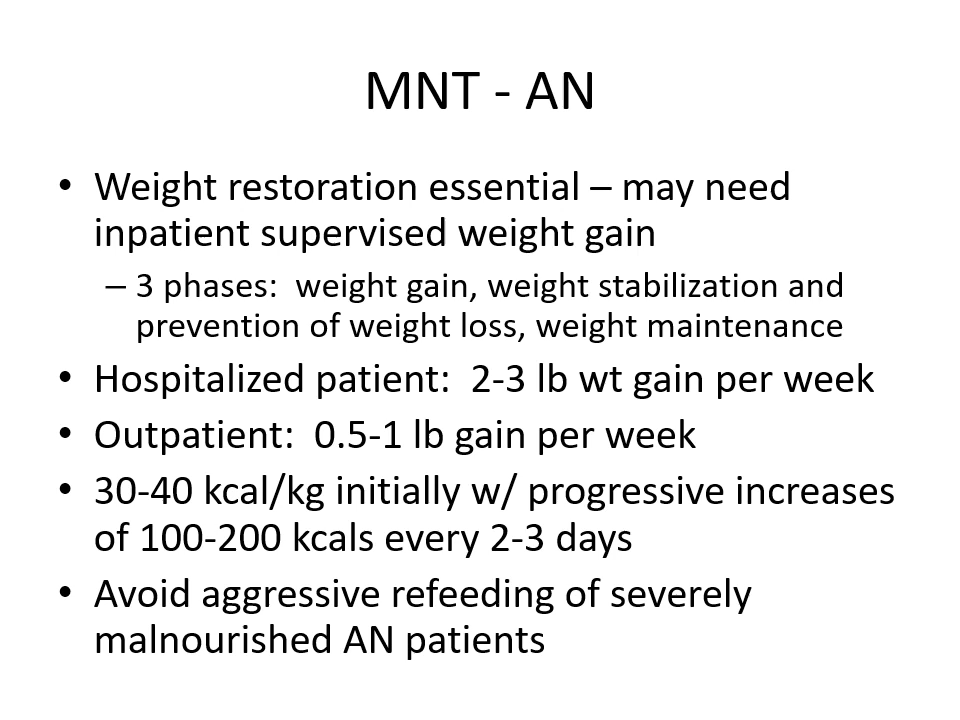 MNT - AN
• Weight restoration essential – may need
inpatient supervised weight gain
– 3 phases:  weight gain, weight stabilization and
prevention of weight loss, weight maintenance
• Hospitalized patient:  2-3 lb wt gain per week
• Outpatient:  0.5-1 lb gain per week
• 30-40 kcal/kg initially w/ progressive increases
of 100-200 kcals every 2-3 days
• Avoid aggressive refeeding of severely
malnourished AN patients